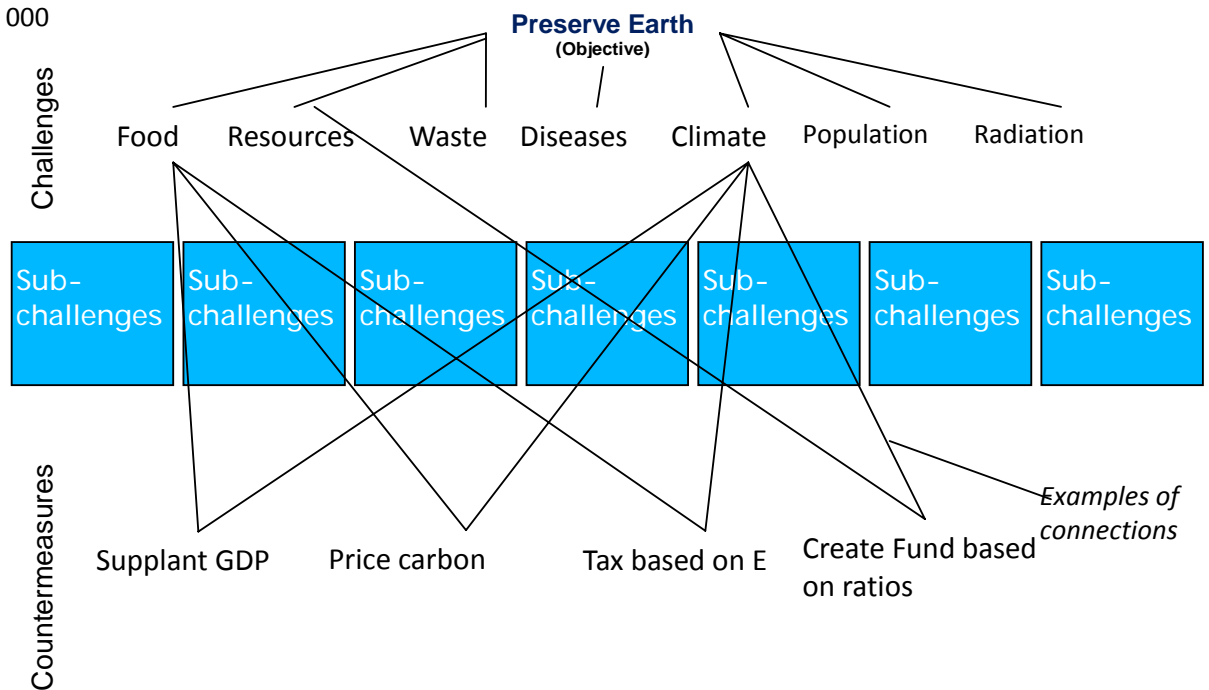 000
Preserve Earth
(Objective)
Challenges
Food
Resources
Waste
Diseases
Climate
Population
Radiation
Sub-
challenges
Sub-
challenges
Sub-
challenges
Sub-
challenges
Sub-
challenges
Sub-
challenges
Sub-
challenges
Countermeasures
Supplant GDP
Price carbon
Tax based on E
Create Fund based
on ratios
Examples of
connections